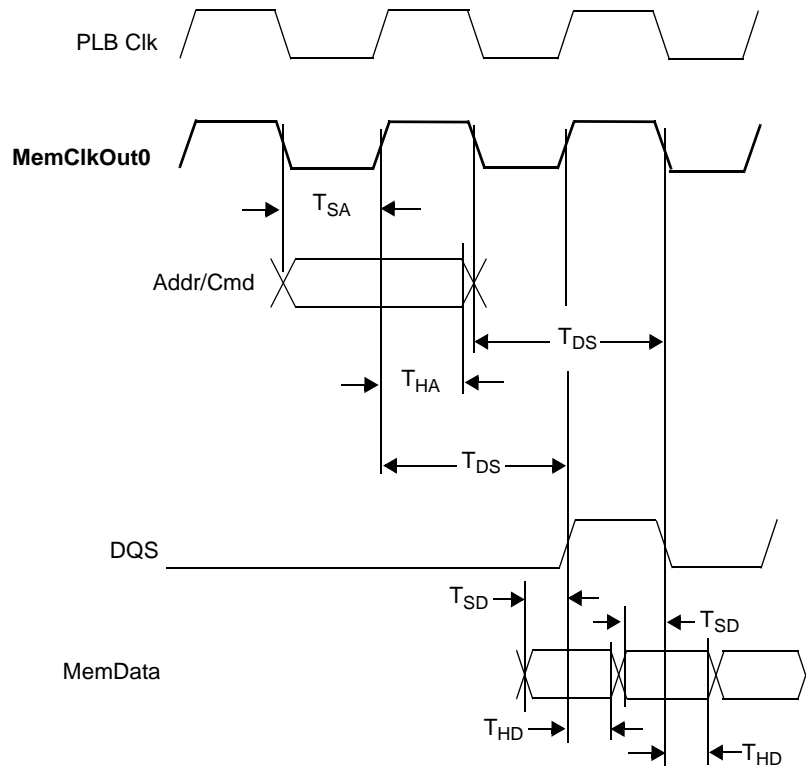 PLB Clk
MemClkOut0
TSA
Addr/Cmd
TDS
THA
TDS
DQS
TSD
TSD
MemData
THD
THD